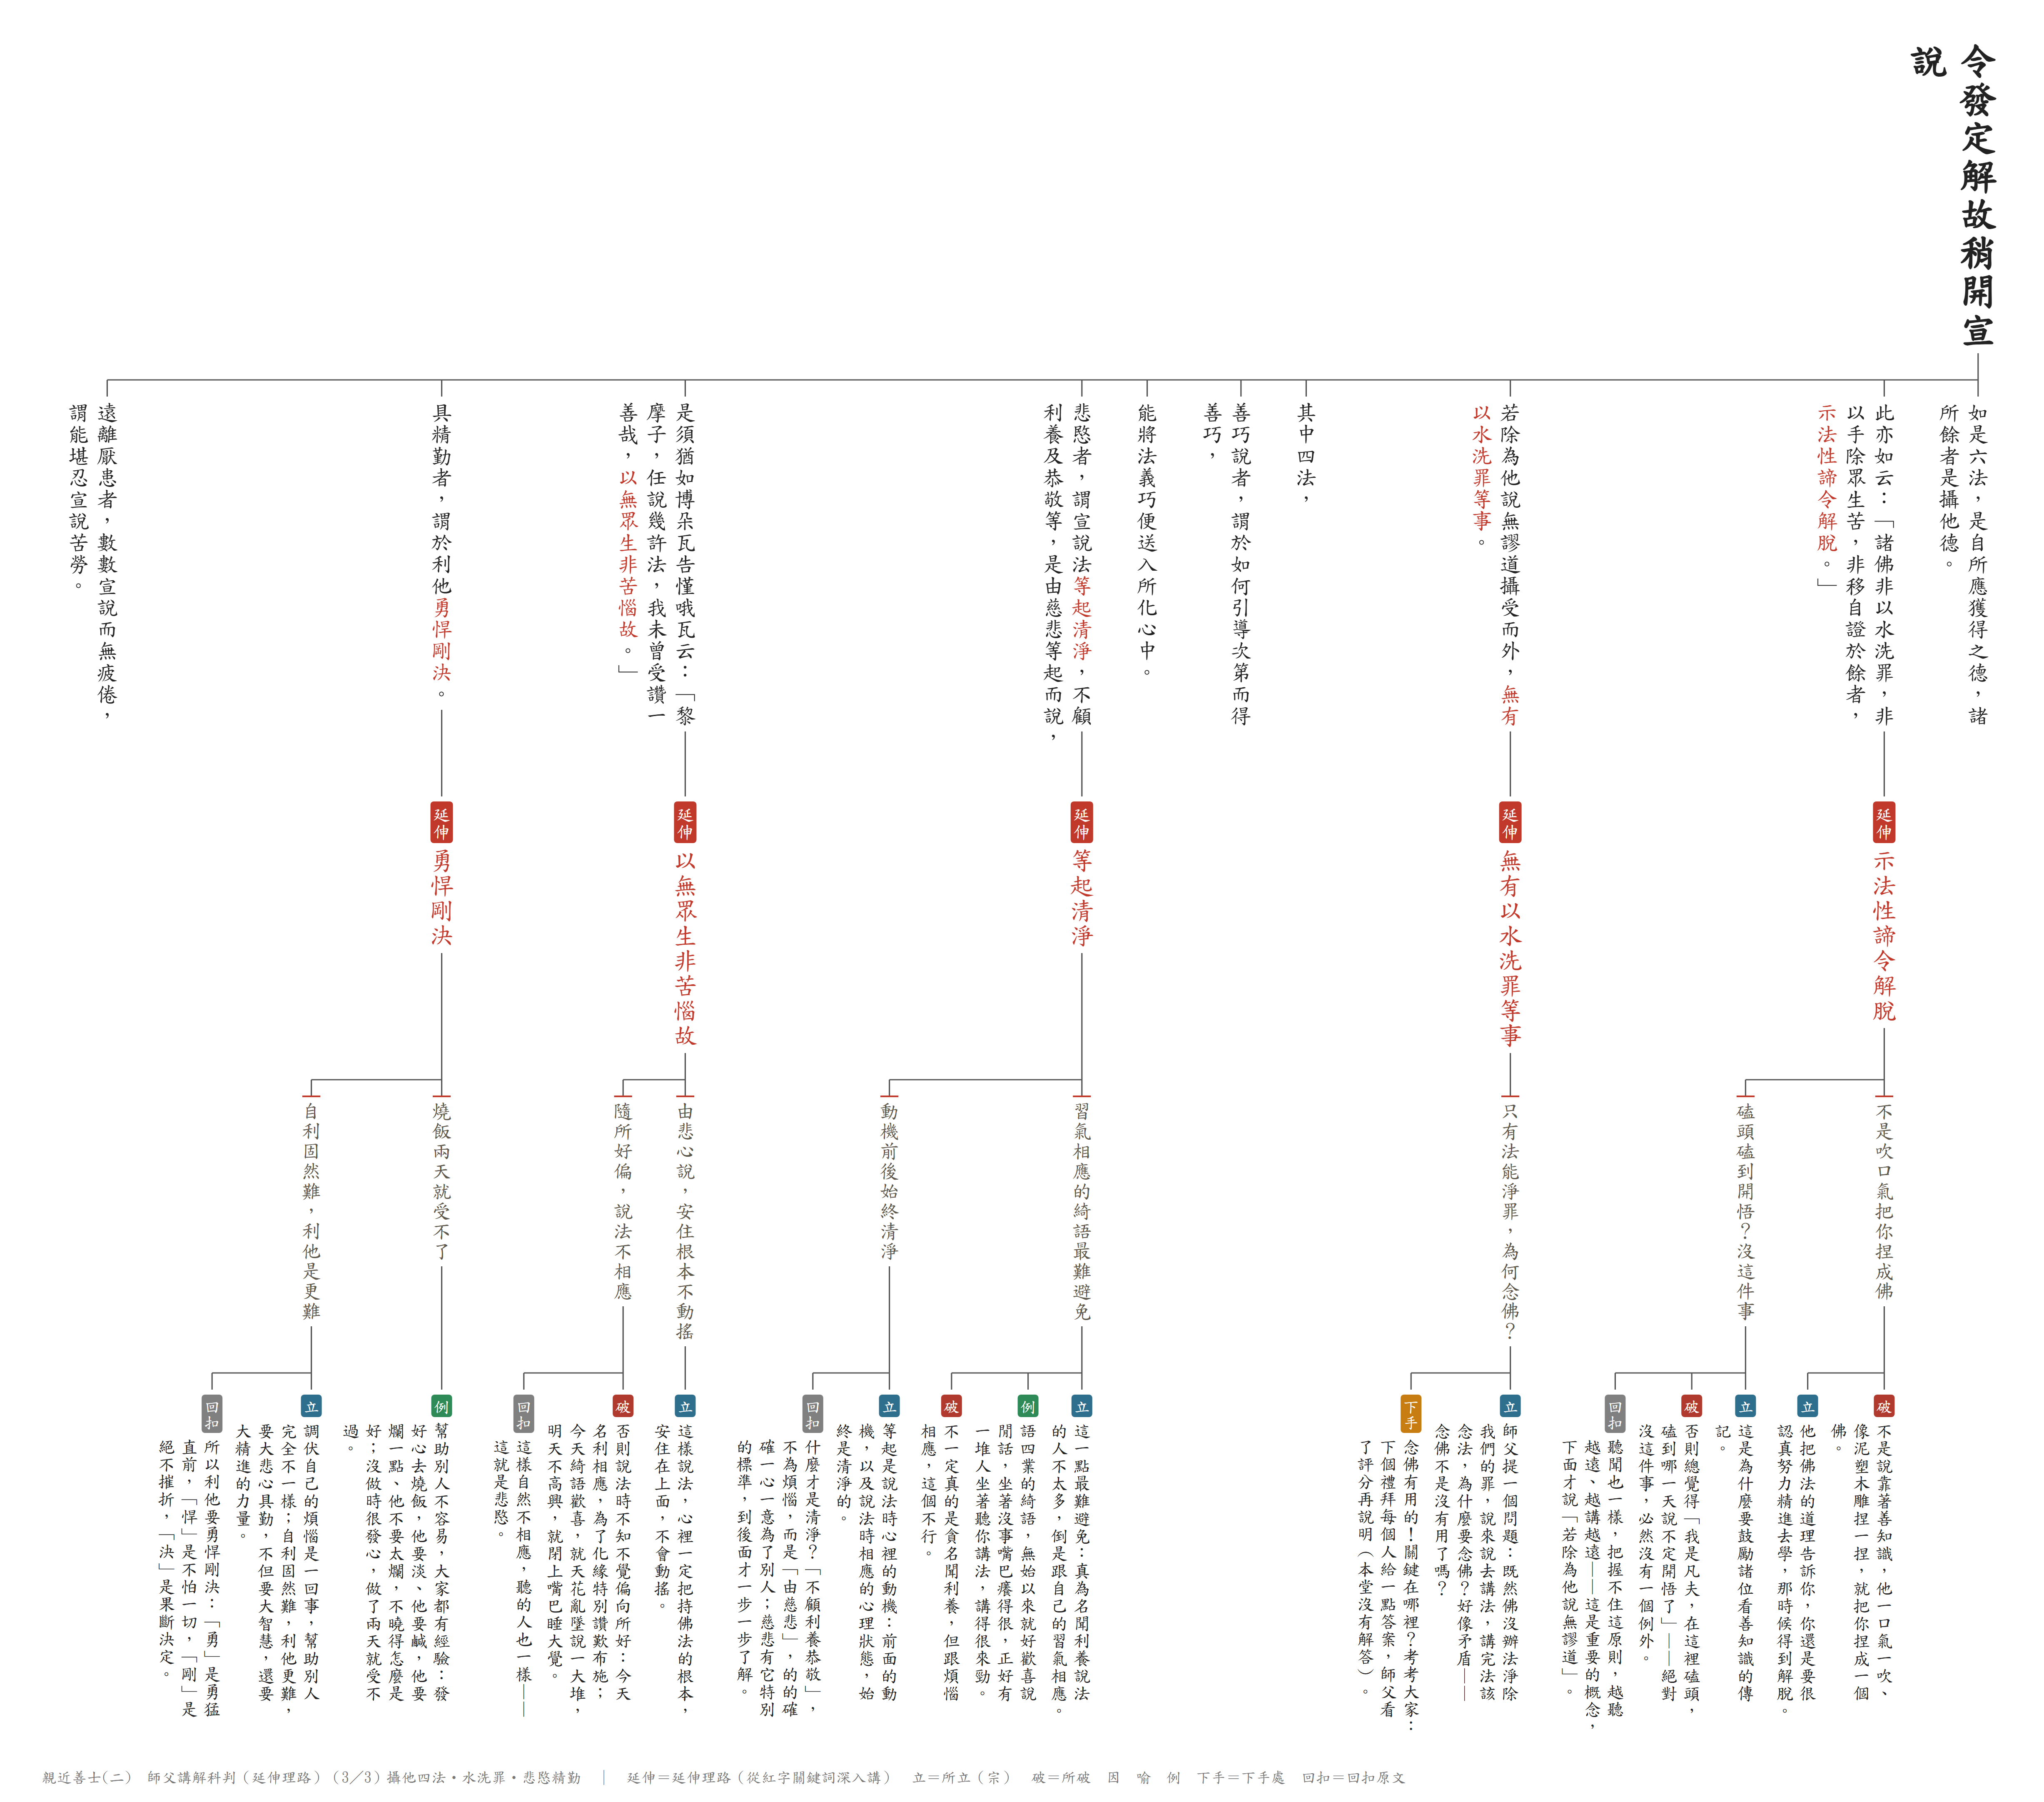 令發定解故稍開宣
說
如是六法，是自所應獲得之德，諸
所餘者是攝他德。
此亦如云：「諸佛非以水洗罪，非
以手除眾生苦，非移自證於餘者，
示法性諦令解脫。」
若除為他說無謬道攝受而外，無有
以水洗罪等事。
其中四法，
善巧說者，謂於如何引導次第而得
善巧，
能將法義巧便送入所化心中。
悲愍者，謂宣說法等起清淨，不顧
利養及恭敬等，是由慈悲等起而說，
是須猶如博朵瓦告慬哦瓦云：「黎
摩子，任說幾許法，我未曾受讚一
善哉，以無眾生非苦惱故。」
具精勤者，謂於利他勇悍剛決。
遠離厭患者，數數宣說而無疲倦，
謂能堪忍宣說苦勞。
延伸
示法性諦令解脫
延伸
無有以水洗罪等事
延伸
等起清淨
延伸
以無眾生非苦惱故
延伸
勇悍剛決
不是吹口氣把你捏成佛
磕頭磕到開悟？沒這件事
只有法能淨罪，為何念佛？
習氣相應的綺語最難避免
動機前後始終清淨
由悲心說，安住根本不動搖
隨所好偏，說法不相應
燒飯兩天就受不了
自利固然難，利他是更難
破
不是說靠著善知識，他一口氣一吹、
像泥塑木雕捏一捏，就把你捏成一個
佛。
立
他把佛法的道理告訴你，你還是要很
認真努力精進去學，那時候得到解脫。
立
這是為什麼要鼓勵諸位看善知識的傳
記。
破
否則總覺得「我是凡夫，在這裡磕頭，
磕到哪一天說不定開悟了」——絕對
沒這件事，必然沒有一個例外。
回扣
聽聞也一樣，把握不住這原則，越聽
越遠、越講越遠——這是重要的概念，
下面才說「若除為他說無謬道」。
立
師父提一個問題：既然佛沒辦法淨除
我們的罪，說來說去講法，講完法該
念法，為什麼要念佛？好像矛盾——
念佛不是沒有用了嗎？
下手
念佛有用的！關鍵在哪裡？考考大家：
下個禮拜每個人給一點答案，師父看
了評分再說明（本堂沒有解答）。
立
這一點最難避免：真為名聞利養說法
的人不太多，倒是跟自己的習氣相應。
例
語四業的綺語，無始以來就好歡喜說
閒話，坐著沒事嘴巴癢得很，正好有
一堆人坐著聽你講法，講得很來勁。
破
不一定真的是貪名聞利養，但跟煩惱
相應，這個不行。
立
等起是說法時心裡的動機：前面的動
機，以及說法時相應的心理狀態，始
終是清淨的。
回扣
什麼才是清淨？「不顧利養恭敬」，
不為煩惱，而是「由慈悲」，的的確
確一心一意為了別人；慈悲有它特別
的標準，到後面才一步一步了解。
立
這樣說法，心裡一定把持佛法的根本，
安住在上面，不會動搖。
破
否則說法時不知不覺偏向所好：今天
名利相應，為了化緣特別讚歎布施；
今天綺語歡喜，就天花亂墜說一大堆，
明天不高興，就閉上嘴巴睡大覺。
回扣
這樣自然不相應，聽的人也一樣——
這就是悲愍。
例
幫助別人不容易，大家都有經驗：發
好心去燒飯，他要淡、他要鹹，他要
爛一點、他不要太爛，不曉得怎麼是
好；沒做時很發心，做了兩天就受不
過。
立
調伏自己的煩惱是一回事，幫助別人
完全不一樣；自利固然難，利他更難，
要大悲心具勤，不但要大智慧，還要
大精進的力量。
回扣
所以利他要勇悍剛決：「勇」是勇猛
直前，「悍」是不怕一切，「剛」是
絕不摧折，「決」是果斷決定。
親近善士(二)　師父講解科判（延伸理路）（3／3）攝他四法・水洗罪・悲愍精勤　｜　延伸＝延伸理路（從紅字關鍵詞深入講）　立＝所立（宗）　破＝所破　因　喻　例　下手＝下手處　回扣＝回扣原文